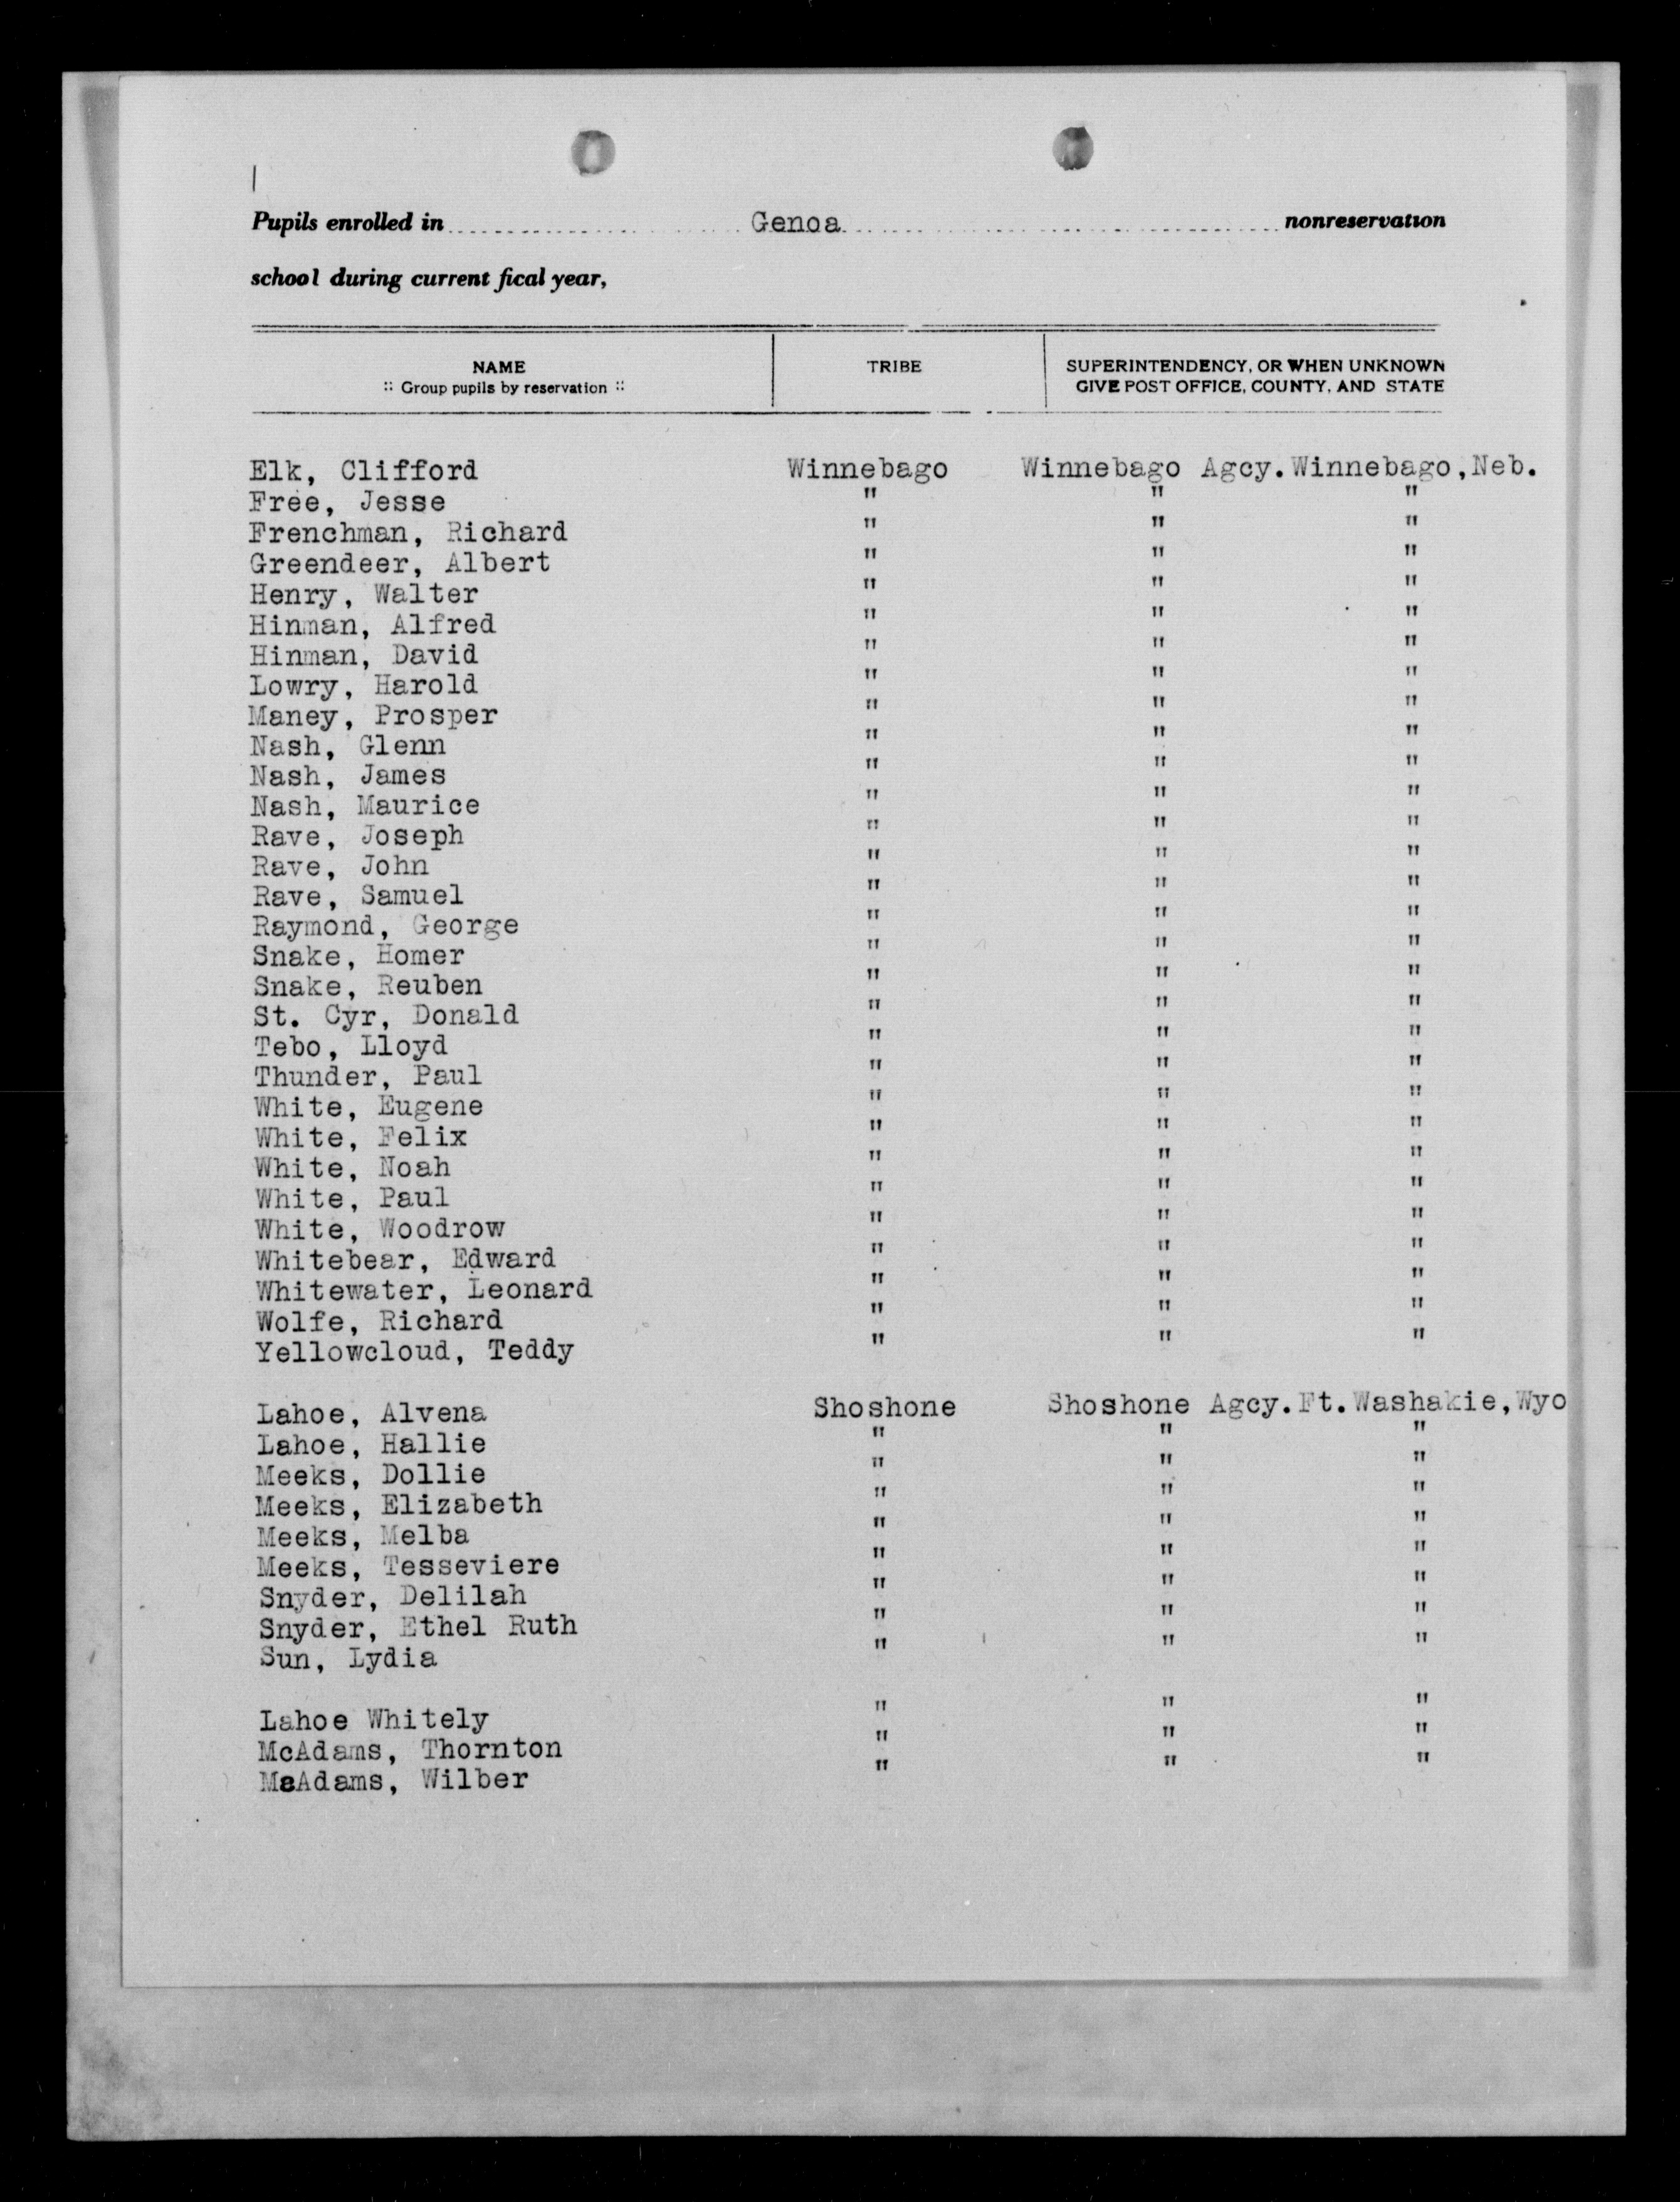 Pupils enrolled in Genoa nonreservation
school during current fical year,
NAME TRIBE SUPERINTENDENCY, OR WHEN UNKNOWN
:: Group pupils by reservation :: GIVE POST OFFICE, COUNTY, AND STATE
Elk, Clifford Winnebago Winnebago Agcy. Winnebago, Neb.
Free, Jesse " " "
Frenchman, Richard " " "
Greendeer, Albert " " "
Henry, Walter " " "
Hinman, Alfred " " "
Hinman, David " " "
Lowry, Harold " " "
Maney, Prosper " " "
Nash, Glenn " " "
Nash, James " " "
Nash, Maurice " " "
Rave, Joseph " " "
Rave, John " " "
Rave, Samuel " " "
Raymond, George " " "
Snake, Homer " " "
Snake, Reuben " " "
St. Cyr, Donald " " "
Tebo, Lloyd " " "
Thunder, Paul " " "
White, Eugene " " "
White, Felix " " "
White, Noah " " "
White, Paul " " "
White, Woodrow " " "
Whitebear, Edward " " "
Whitewater, Leonard " " "
Wolfe, Richard " " "
Yellowcloud, Teddy " " "
Lahoe, Alvena Shoshone Shoshone Agcy. Ft. Washakie, Wyo
Lahoe, Hallie " " "
Meeks, Dollie " " "
Meeks, Elizabeth " " "
Meeks, Melba " " "
Meeks, Tesseviere " " "
Snyder, Delilah " " "
Snyder, Ethel Ruth " " "
Sun, Lydia " " "
Lahoe Whitely " " "
McAdams, Thornton " " "
McAdams, Wilber " " "